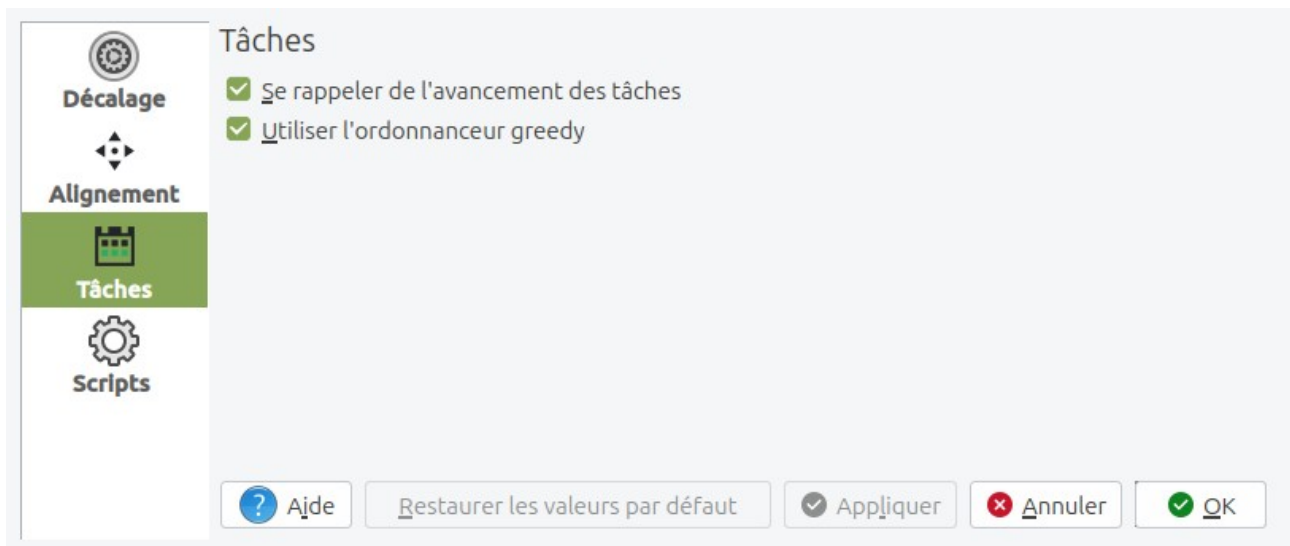 Décalage
Alignement
Tâches
Scripts
Tâches
Se rappeler de l'avancement des tâches
Utiliser l'ordonnanceur greedy
Aide
Restaurer les valeurs par défaut
Appliquer
Annuler
OK